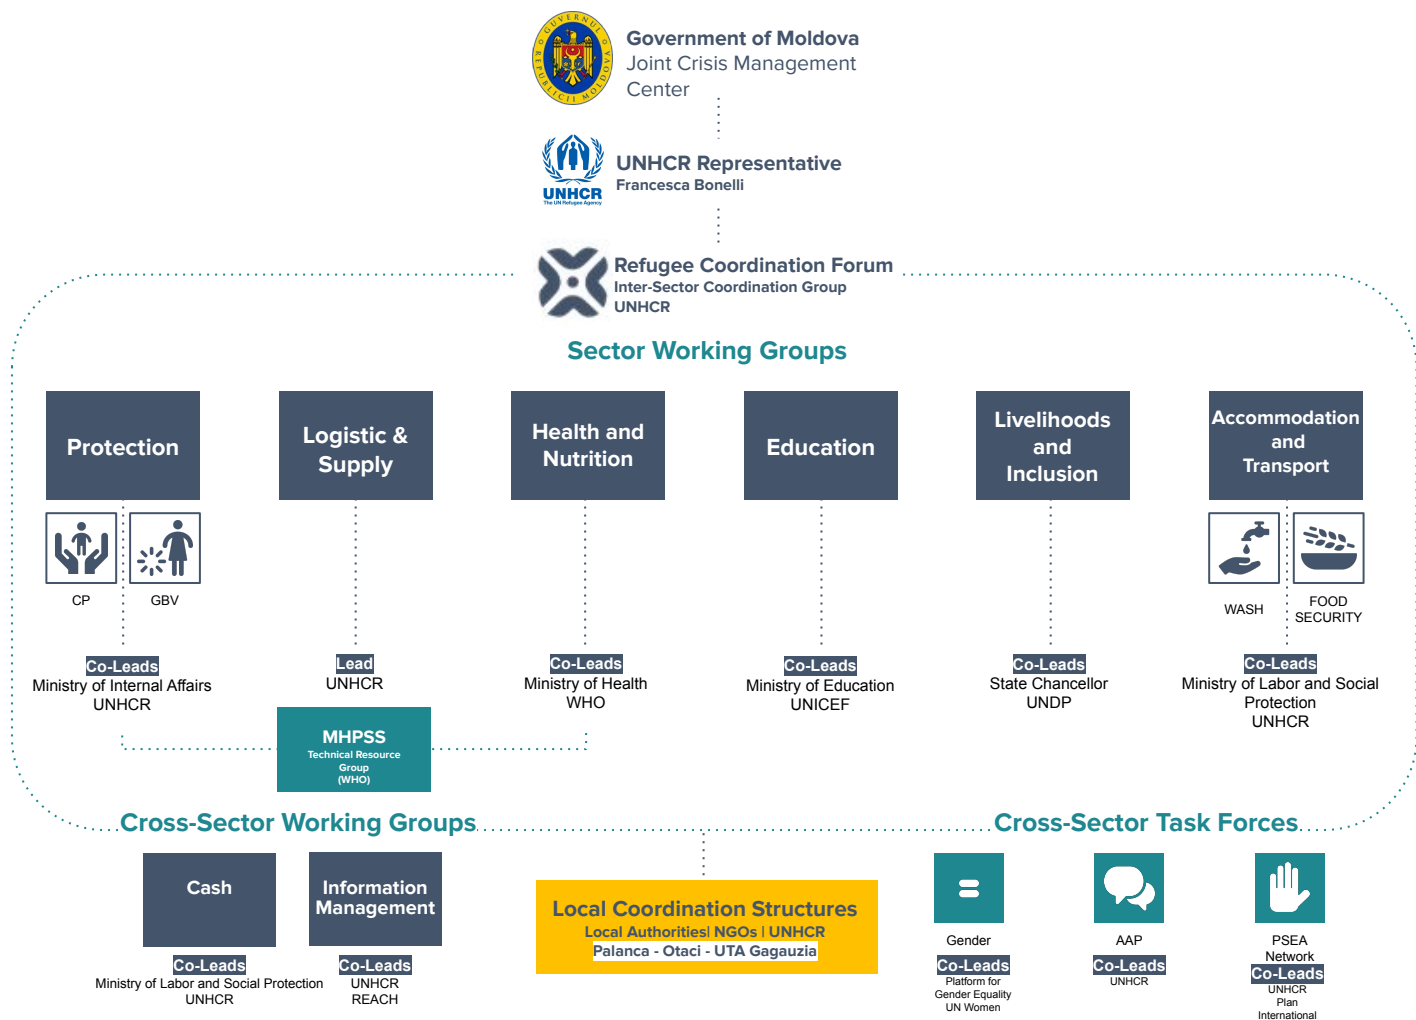 GUVERNUL REPUBLICII MOLDOVA
Government of Moldova
Joint Crisis Management
Center
UNHCR
The UN Refugee Agency
UNHCR Representative
Francesca Bonelli
Refugee Coordination Forum
Inter-Sector Coordination Group
UNHCR
Sector Working Groups
Protection
Logistic &
Supply
Health and
Nutrition
Education
Livelihoods
and
Inclusion
Accommodation
and
Transport
CP
GBV
WASH
FOOD
SECURITY
Co-Leads
Ministry of Internal Affairs
UNHCR
Lead
UNHCR
Co-Leads
Ministry of Health
WHO
Co-Leads
Ministry of Education
UNICEF
Co-Leads
State Chancellor
UNDP
Co-Leads
Ministry of Labor and Social
Protection
UNHCR
MHPSS
Technical Resource
Group
(WHO)
Cross-Sector Working Groups
Cross-Sector Task Forces
Cash
Co-Leads
Ministry of Labor and Social Protection
UNHCR
Information
Management
Co-Leads
UNHCR
REACH
Local Coordination Structures
Local Authorities| NGOs | UNHCR
Palanca - Otaci - UTA Gagauzia
Gender
Co-Leads
Platform for
Gender Equality
UN Women
AAP
Co-Leads
UNHCR
PSEA
Network
Co-Leads
UNHCR
Plan
International